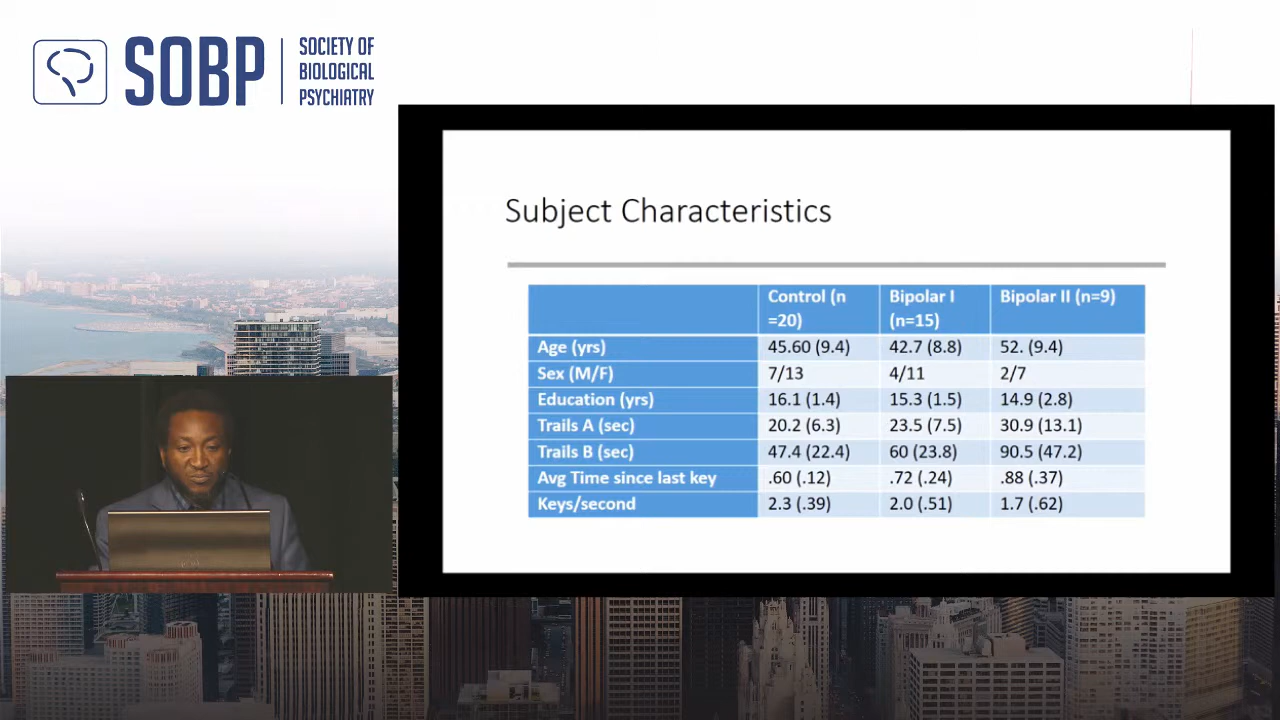 SOBP
SOCIETY OF
BIOLOGICAL
PSYCHIATRY
Subject Characteristics
Control (n Bipolar I Bipolar II (n=9)
=20) (n=15)
Age (yrs) 45.60 (9.4) 42.7 (8.8) 52. (9.4)
Sex (M/F) 7/13 4/11 2/7
Education (yrs) 16.1 (1.4) 15.3 (1.5) 14.9 (2.8)
Trails A (sec) 20.2 (6.3) 23.5 (7.5) 30.9 (13.1)
Trails B (sec) 47.4 (22.4) 60 (23.8) 90.5 (47.2)
Avg Time since last key .60 (.12) .72 (.24) .88 (.37)
Keys/second 2.3 (.39) 2.0 (.51) 1.7 (.62)